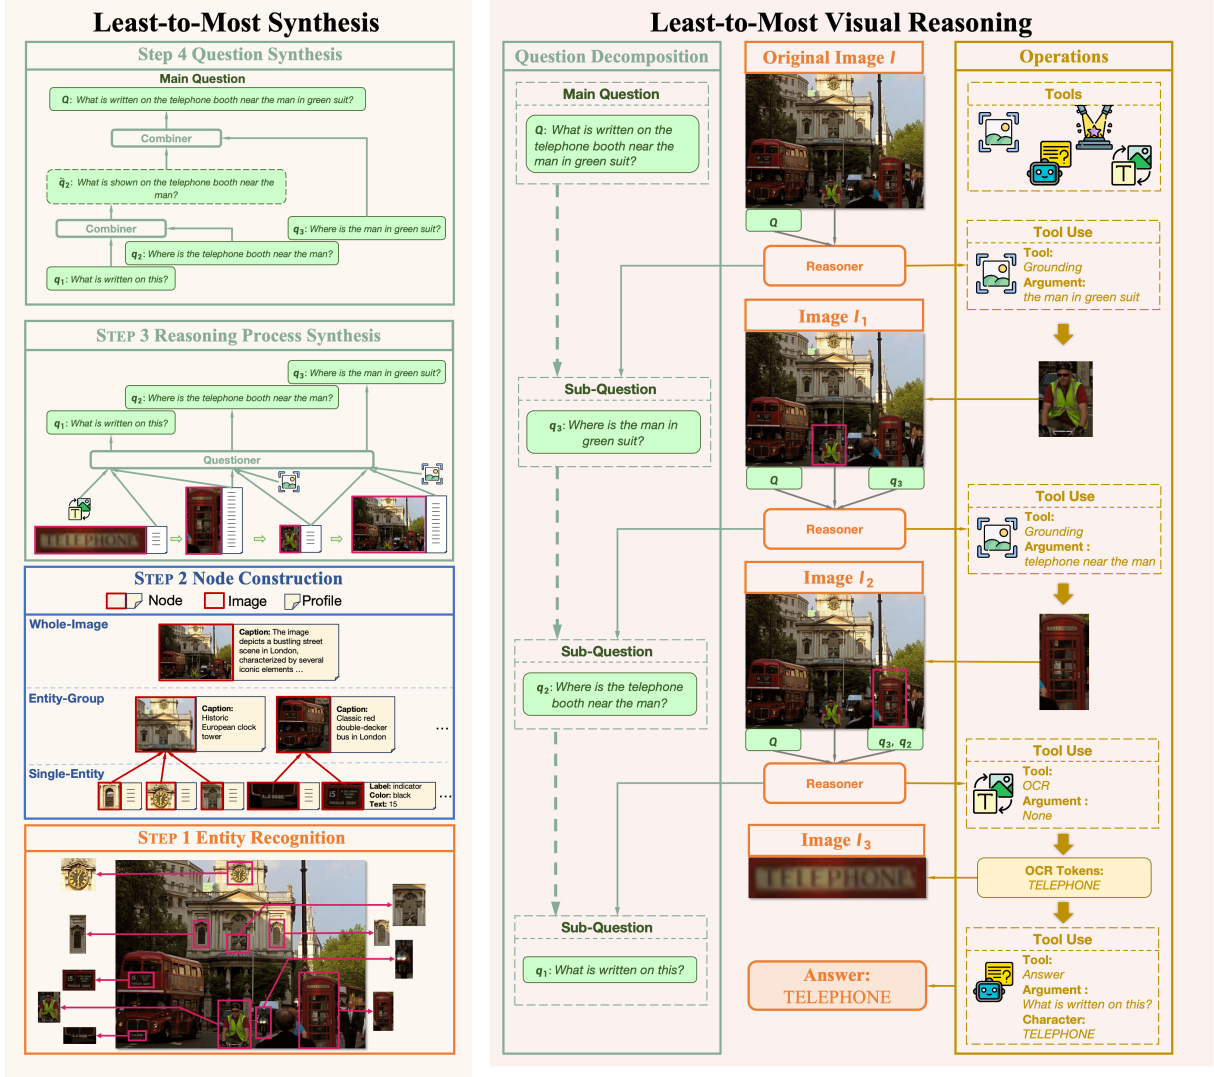 Least-to-Most Synthesis
STEP 4 Question Synthesis
Main Question
Q: What is written on the telephone booth near the man in green suit?
Combiner
q̃2: What is shown on the telephone booth near the
man?
Combiner
q3: Where is the man in green suit?
q2: Where is the telephone booth near the man?
q1: What is written on this?
STEP 3 Reasoning Process Synthesis
q3: Where is the man in green suit?
q2: Where is the telephone booth near the man?
q1: What is written on this?
Questioner
T
TELEPHONE
STEP 2 Node Construction
Node
Image
Profile
Whole-Image
Caption: The image
depicts a bustling street
scene in London,
characterized by several
iconic elements ...
Entity-Group
Caption:
Historic
European clock
tower
Caption:
Classic red
double-decker
bus in London
...
Single-Entity
15
Label: indicator
Color: black
Text: 15
...
STEP 1 Entity Recognition
15
Least-to-Most Visual Reasoning
Question Decomposition
Main Question
Q: What is written on the
telephone booth near the
man in green suit?
Sub-Question
q3: Where is the man in
green suit?
Sub-Question
q2: Where is the telephone
booth near the man?
Sub-Question
q1: What is written on this?
Original Image I
Q
Reasoner
Image I1
Q
q3
Reasoner
Image I2
Q
q3, q2
Reasoner
Image I3
TELEPHONE
Answer:
TELEPHONE
Operations
Tools
?
T
Tool Use
Tool:
Grounding
Argument:
the man in green suit
Tool Use
Tool:
Grounding
Argument :
telephone near the man
Tool Use
T
Tool:
OCR
Argument :
None
OCR Tokens:
TELEPHONE
Tool Use
?
Tool:
Answer
Argument :
What is written on this?
Character:
TELEPHONE